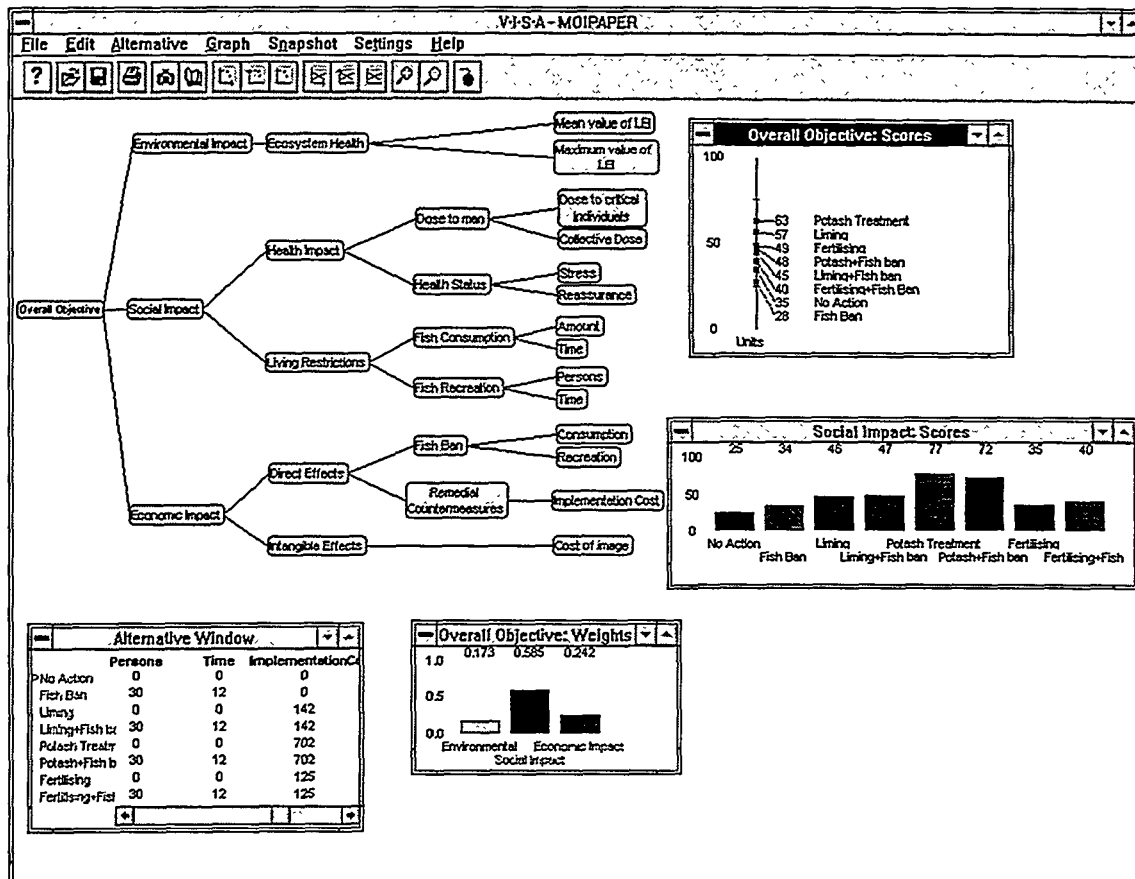 V·I·S·A - MOIPAPER
File Edit Alternative Graph Snapshot Settings Help
?
Overall Objective
Environmental Impact
Ecosystem Health
Mean value of LEI
Maximum value of
LEI
Social Impact
Health Impact
Dose to man
Dose to critical
individuals
Collective Dose
Health Status
Stress
Reassurance
Living Restrictions
Fish Consumption
Amount
Time
Fish Recreation
Persons
Time
Economic Impact
Direct Effects
Fish Ban
Consumption
Recreation
Remedial
Countermeasures
Implementation Cost
Intangible Effects
Cost of image
Overall Objective: Scores
100
50
0
Units
63 Potash Treatment
57 Liming
49 Fertilising
48 Potash+Fish ban
45 Liming+Fish ban
40 Fertilising+Fish Ban
35 No Action
28 Fish Ban
Social Impact Scores
25 34 46 47 77 72 35 40
100
50
0
No Action Liming Potash Treatment Fertilising
Fish Ban Liming+Fish ban Potash+Fish ban Fertilising+Fish
Alternative Window
Persons Time ImplementationCo
No Action 0 0 0
Fish Ban 30 12 0
Liming 0 0 142
Liming+Fish ba 30 12 142
Potash Treatm 0 0 702
Potash+Fish b 30 12 702
Fertilising 0 0 125
Fertilising+Fish 30 12 125
Overall Objective: Weights
0.173 0.585 0.242
1.0
0.5
0.0
Environmental Economic Impact
Social Impact